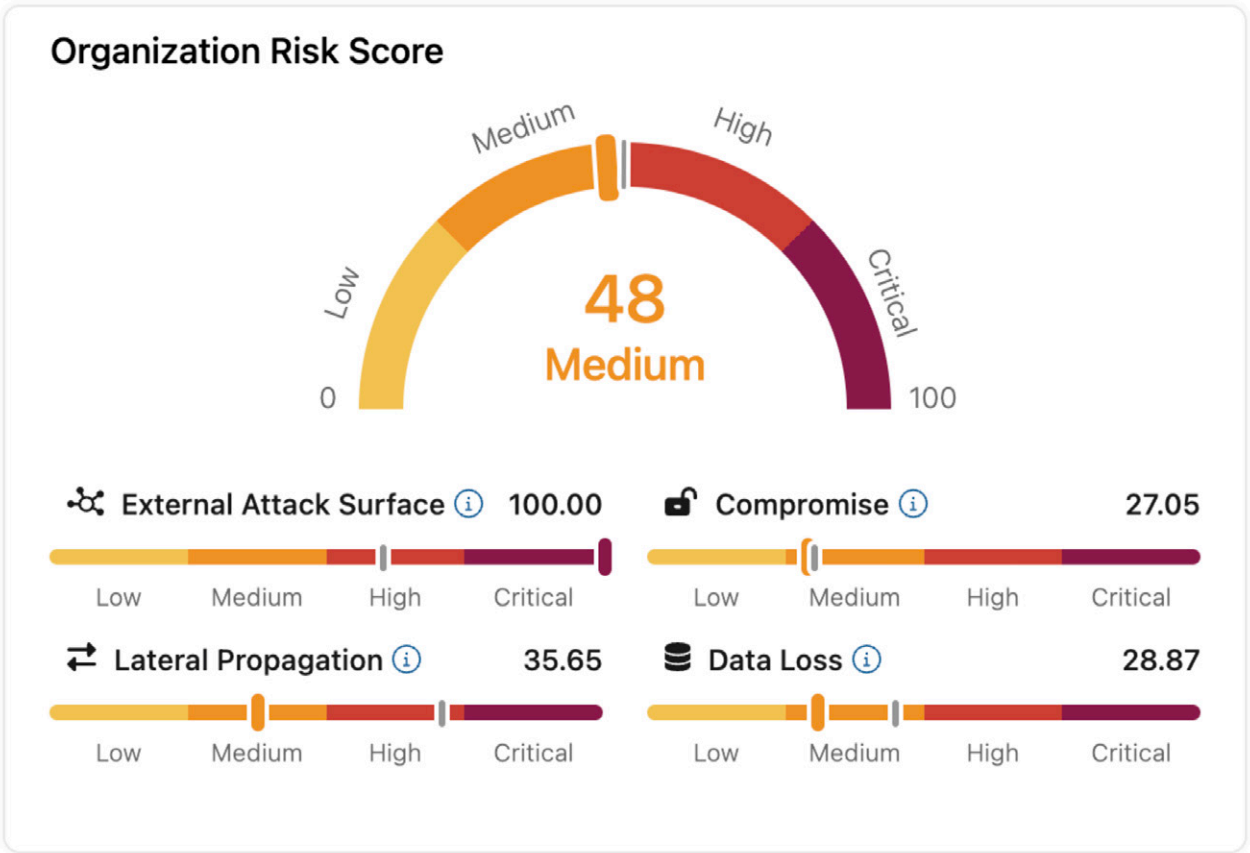 Organization Risk Score
Medium
High
Low
Critical
48
Medium
0
100
External Attack Surface i 100.00
Low Medium High Critical
Compromise i 27.05
Low Medium High Critical
Lateral Propagation i 35.65
Low Medium High Critical
Data Loss i 28.87
Low Medium High Critical